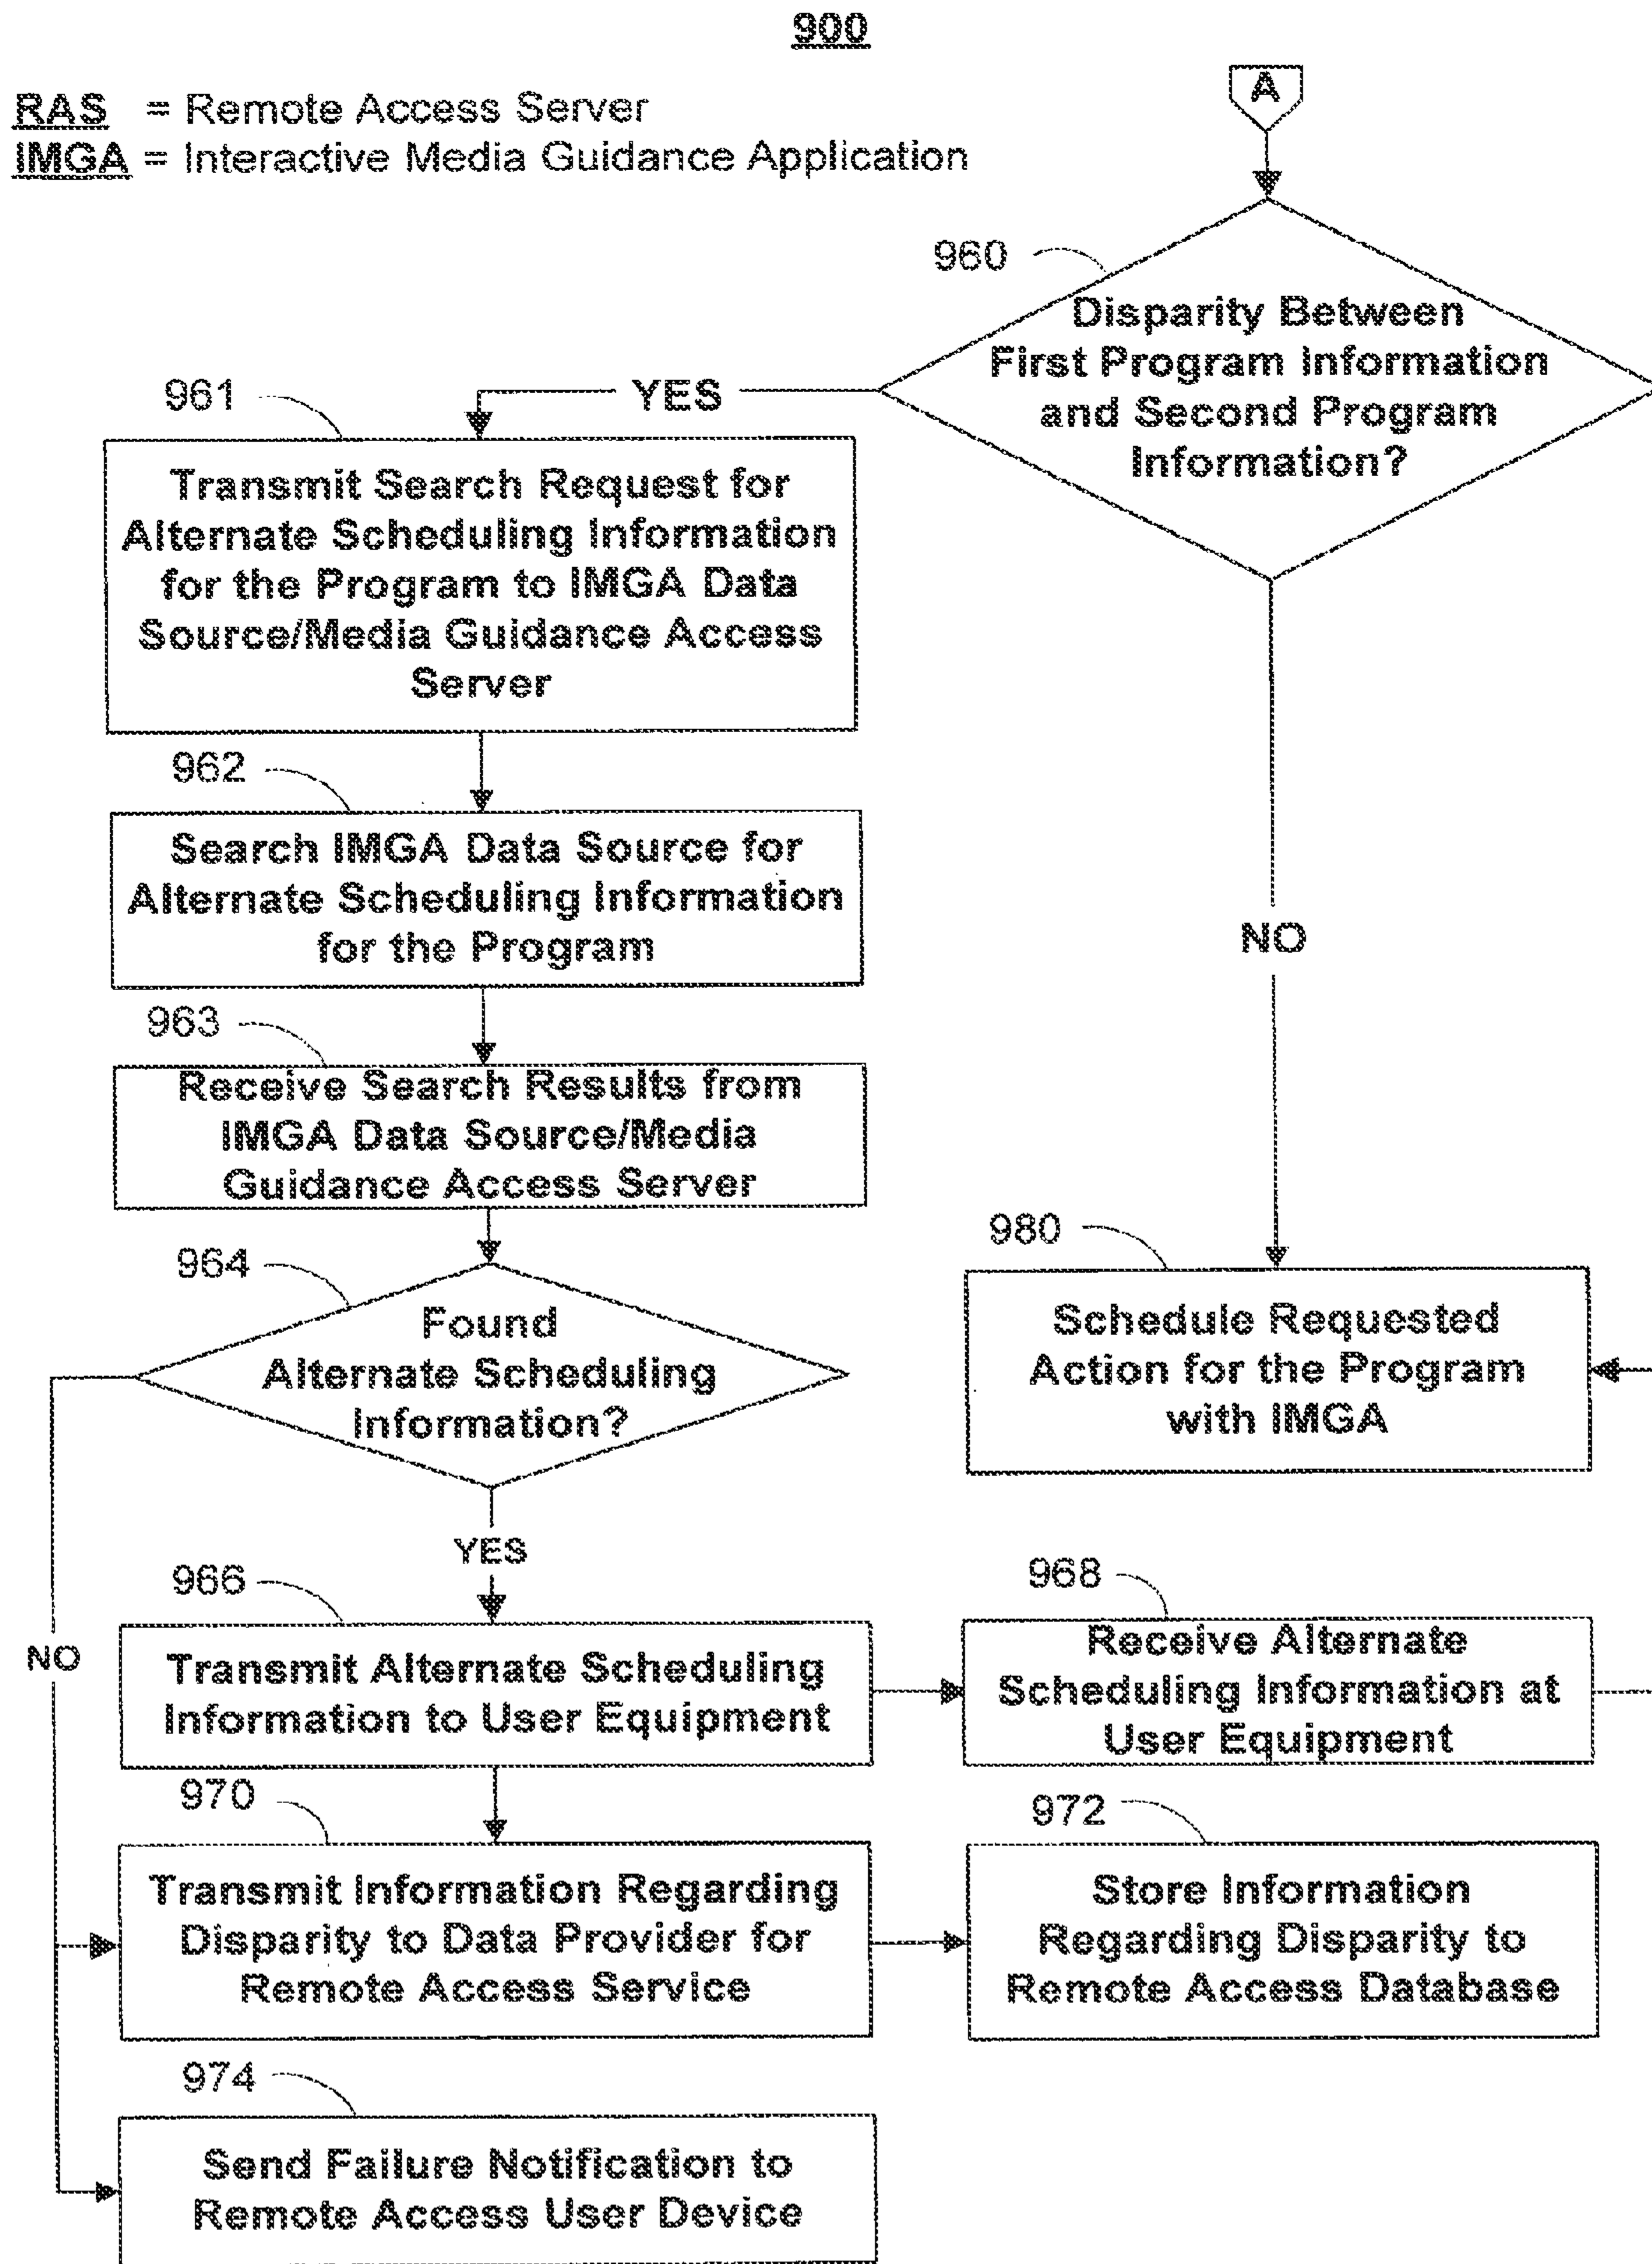 900
RAS = Remote Access Server
IMGA = Interactive Media Guidance Application
A
960
Disparity Between
First Program Information
and Second Program
Information?
YES
961
Transmit Search Request for
Alternate Scheduling Information
for the Program to IMGA Data
Source/Media Guidance Access
Server
962
Search IMGA Data Source for
Alternate Scheduling Information
for the Program
NO
963
Receive Search Results from
IMGA Data Source/Media
Guidance Access Server
980
Schedule Requested
Action for the Program
with IMGA
964
Found
Alternate Scheduling
Information?
YES
NO
966
Transmit Alternate Scheduling
Information to User Equipment
968
Receive Alternate
Scheduling Information at
User Equipment
970
Transmit Information Regarding
Disparity to Data Provider for
Remote Access Service
972
Store Information
Regarding Disparity to
Remote Access Database
974
Send Failure Notification to
Remote Access User Device